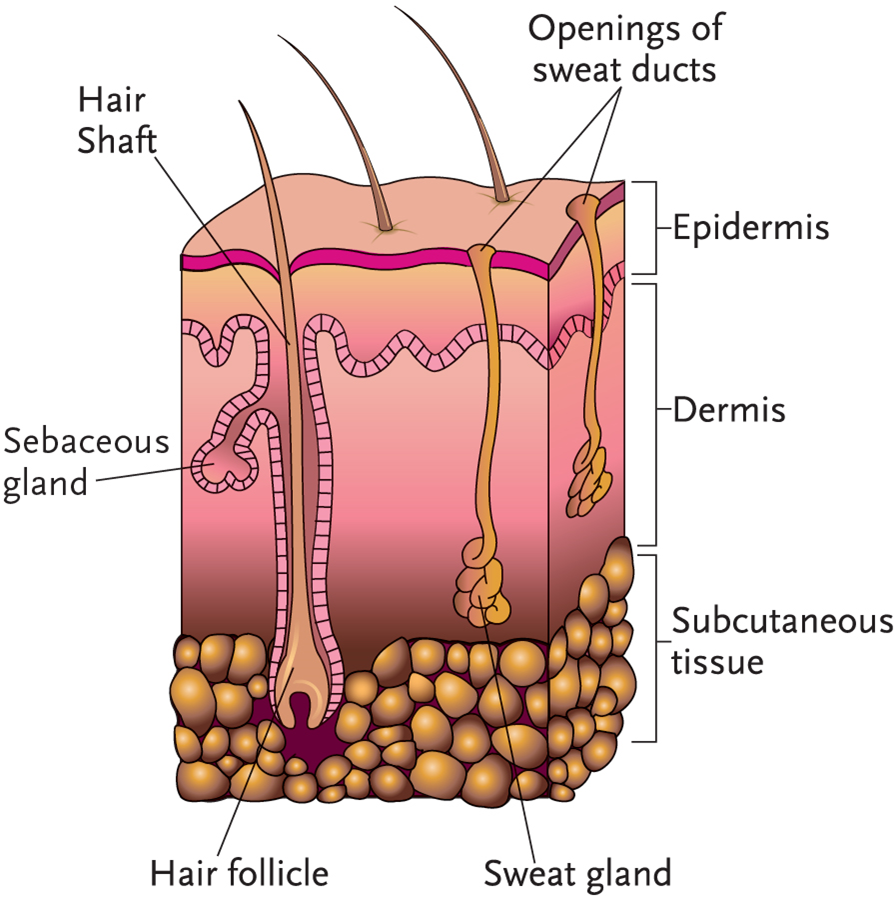 Openings of
sweat ducts
Hair
Shaft
Epidermis
Dermis
Sebaceous
gland
Subcutaneous
tissue
Hair follicle
Sweat gland